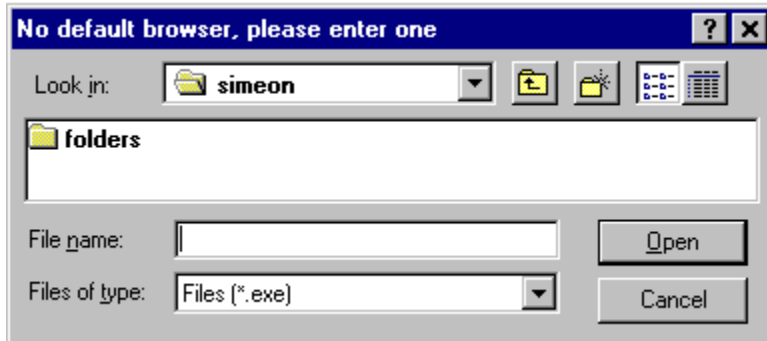 No default browser, please enter one
Look in: simeon
folders
File name: Open
Files of type: Files (*.exe) Cancel